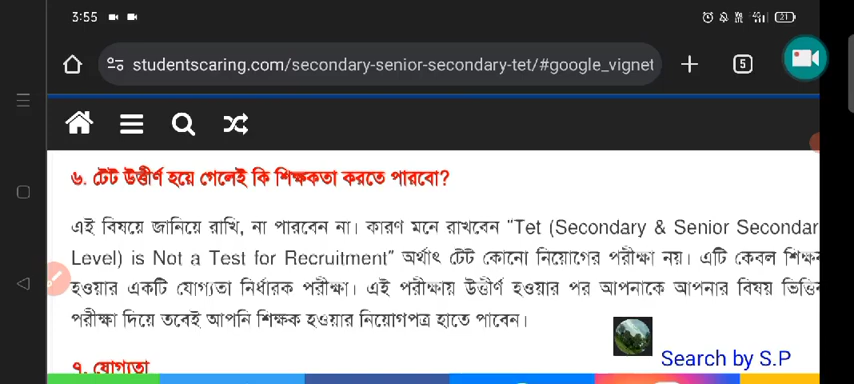 3:55
21
studentscaring.com/secondary-senior-secondary-tet/#google_vignet
5
৬. টেট উত্তীর্ণ হয়ে গেলেই কি শিক্ষকতা করতে পারবো?
এই বিষয়ে জানিয়ে রাখি, না পারবেন না। কারণ মনে রাখবেন “Tet (Secondary & Senior Secondar
Level) is Not a Test for Recruitment” অর্থাৎ টেট কোনো নিয়োগের পরীক্ষা নয়। এটি কেবল শিক্ষ
হওয়ার একটি যোগ্যতা নির্ধারক পরীক্ষা। এই পরীক্ষায় উত্তীর্ণ হওয়ার পর আপনাকে আপনার বিষয় ভিত্তি
পরীক্ষা দিয়ে তবেই আপনি শিক্ষক হওয়ার নিয়োগপত্র হাতে পাবেন।
Search by S.P
৭. যোগ্যতা